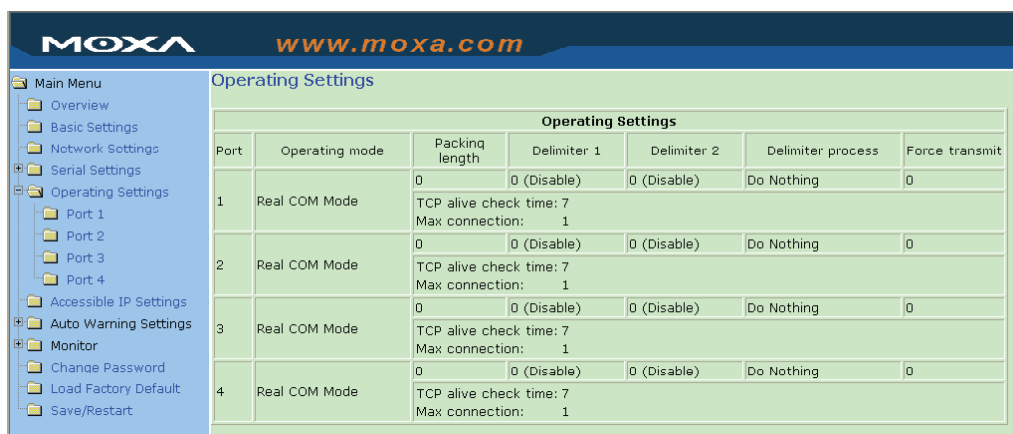 MOXA
www.moxa.com
Main Menu
Overview
Basic Settings
Network Settings
Serial Settings
Operating Settings
Port 1
Port 2
Port 3
Port 4
Accessible IP Settings
Auto Warning Settings
Monitor
Change Password
Load Factory Default
Save/Restart
Operating Settings
Operating Settings
Port Operating mode Packing length Delimiter 1 Delimiter 2 Delimiter process Force transmit
1 Real COM Mode 0 0 (Disable) 0 (Disable) Do Nothing 0
TCP alive check time: 7
Max connection: 1
2 Real COM Mode 0 0 (Disable) 0 (Disable) Do Nothing 0
TCP alive check time: 7
Max connection: 1
3 Real COM Mode 0 0 (Disable) 0 (Disable) Do Nothing 0
TCP alive check time: 7
Max connection: 1
4 Real COM Mode 0 0 (Disable) 0 (Disable) Do Nothing 0
TCP alive check time: 7
Max connection: 1